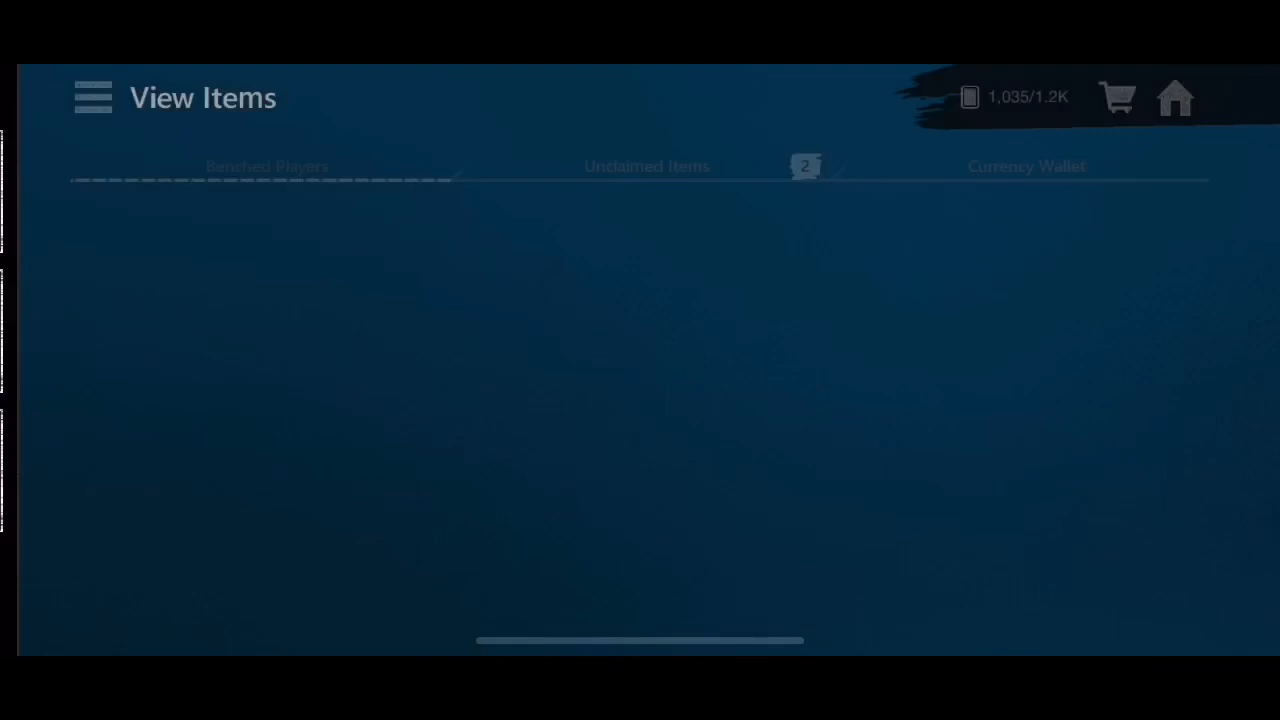 View Items
1,035/1.2K
Benched Players
Unclaimed Items
2
Currency Wallet